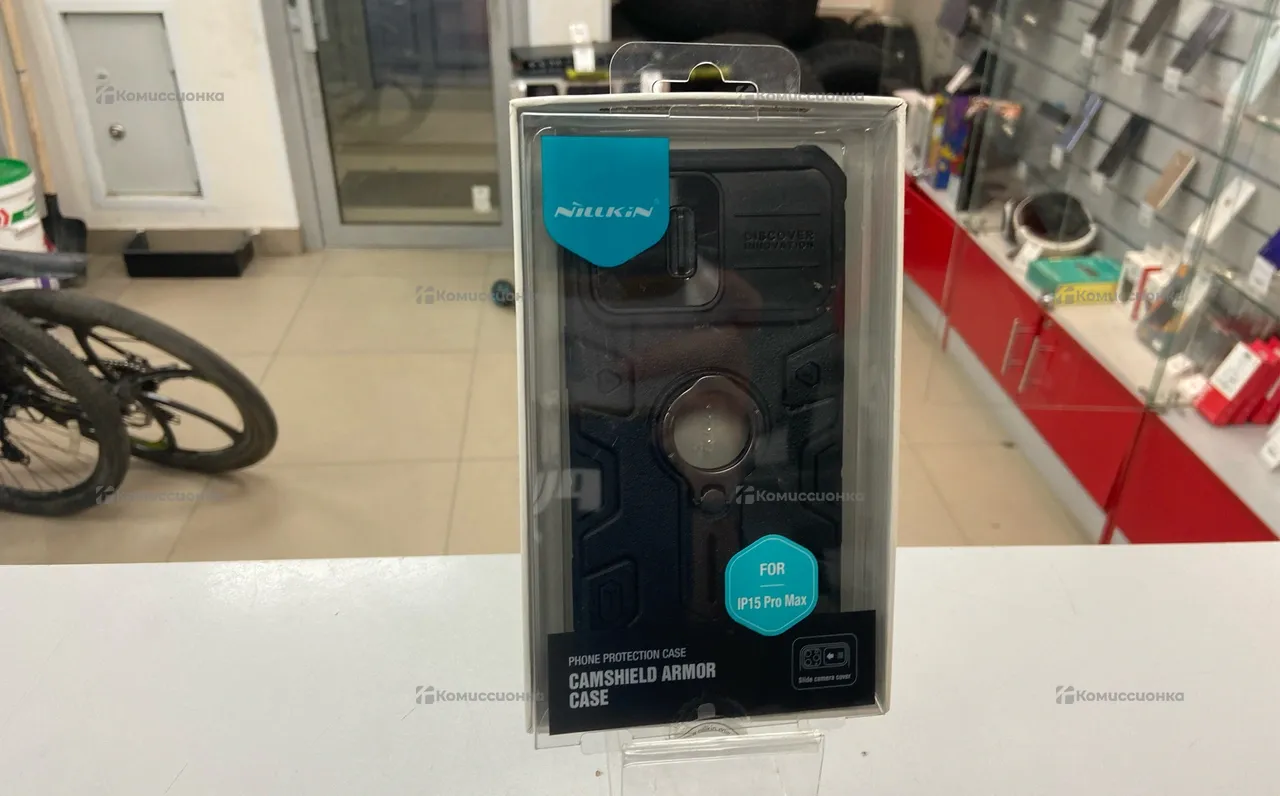 Комиссионка
Комиссионка
NILLKIN
DISCOVER
INNOVATION
Комиссионка
Комиссионка
Комиссионка
Комиссионка
FOR
IP15 Pro Max
PHONE PROTECTION CASE
CAMSHIELD ARMOR
CASE
Slide camera cover
Комиссионка
Комиссионка